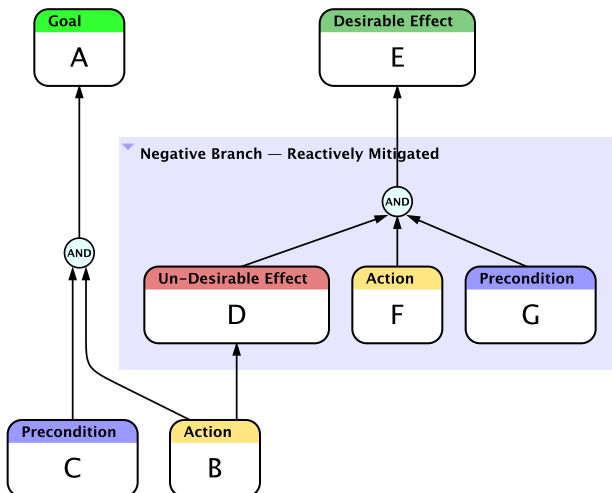 Goal
A
Desirable Effect
E
Negative Branch — Reactively Mitigated
AND
AND
Un-Desirable Effect
D
Action
F
Precondition
G
Precondition
C
Action
B